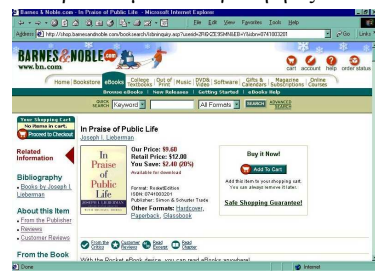 Barnes & Noble.com - In Praise of Public Life - Microsoft Internet Explorer
File Edit View Favorites Tools Help
Address
Go Links
BARNES&NOBLE.com
www.bn.com
cart account help order status
Home Bookstore eBooks College Textbooks Out of Print Music DVD& Video Software Gifts & Calendars Magazine Subscriptions Online Courses
Browse eBooks New Releases Getting Started eBooks Help
QUICK SEARCH Keyword All Formats SEARCH ADVANCED SEARCH
Your Shopping Cart
No Items in cart.
Proceed to Checkout
Related Information
Bibliography
eBooks by Joseph I. Lieberman
About this Item
From the Publisher
Reviews
Customer Reviews
From the Book
In Praise of Public Life
Joseph I. Lieberman
In
Praise
of
Public
Life
JOSEPH I. LIEBERMAN
Our Price: $9.60
Retail Price: $12.00
You Save: $2.40 (20%)
Available for download
Format: RocketEdition
ISBN: 0741003201
Publisher: Simon & Schuster Trade
Other Formats: Hardcover, Paperback, Glassbook
Buy it Now!
Add To Cart
Add this item to your shopping cart.
You can always remove it later.
Safe Shopping Guarantee!
From the Critics Customer Reviews Read Excerpt Read Chapter
With the Rocket eBook device, you can read eBooks anywhere!
Done
Internet